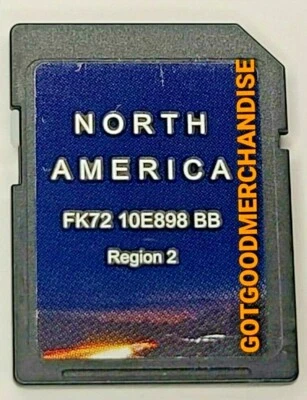 NORTH
AMERICA
FK72 10E898 BB
Region 2
GOTGOODMERCHANDISE